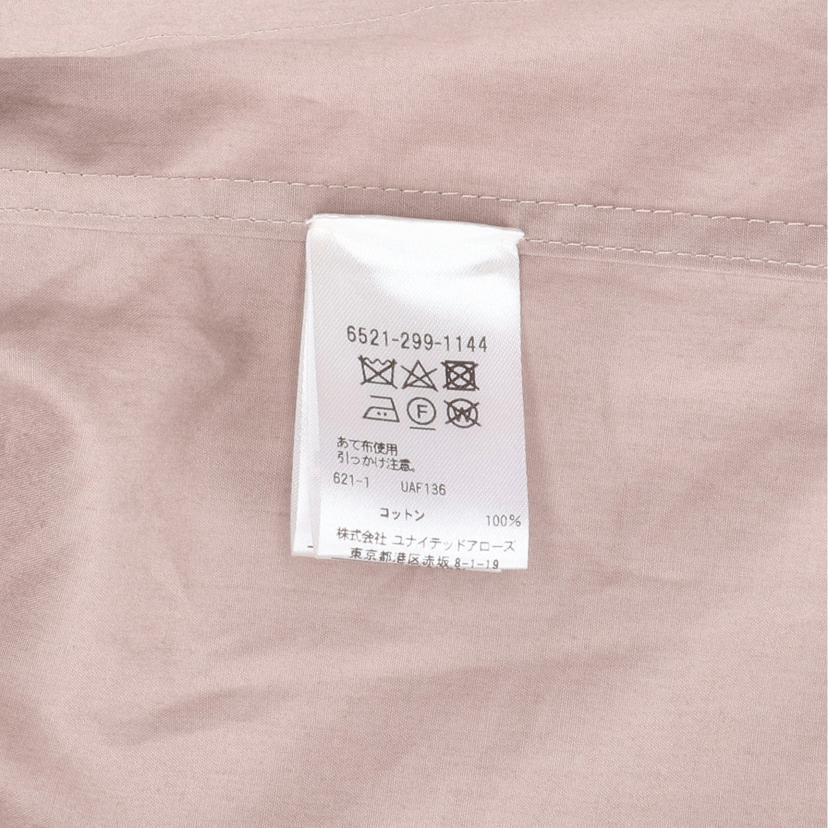 6521-299-1144
F W
あて布使用
引っかけ注意。
621-1 UAF136
コットン 100%
株式会社 ユナイテッドアローズ
東京都港区赤坂8-1-19